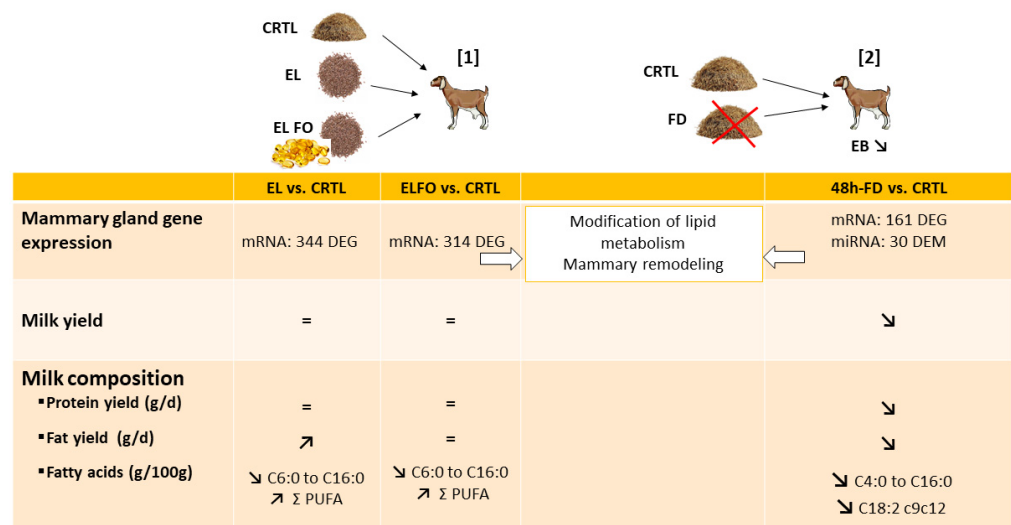 CRTL
EL
EL FO
[1]
CRTL
FD
[2]
EB ↘
EL vs. CRTL
ELFO vs. CRTL
48h-FD vs. CRTL
Mammary gland gene
expression
mRNA: 344 DEG
mRNA: 314 DEG
Modification of lipid
metabolism
Mammary remodeling
mRNA: 161 DEG
miRNA: 30 DEM
Milk yield
=
=
↘
Milk composition
▪Protein yield (g/d)
=
=
↘
▪Fat yield (g/d)
↗
=
↘
▪Fatty acids (g/100g)
↘ C6:0 to C16:0
↗ Σ PUFA
↘ C6:0 to C16:0
↗ Σ PUFA
↘ C4:0 to C16:0
↘ C18:2 c9c12